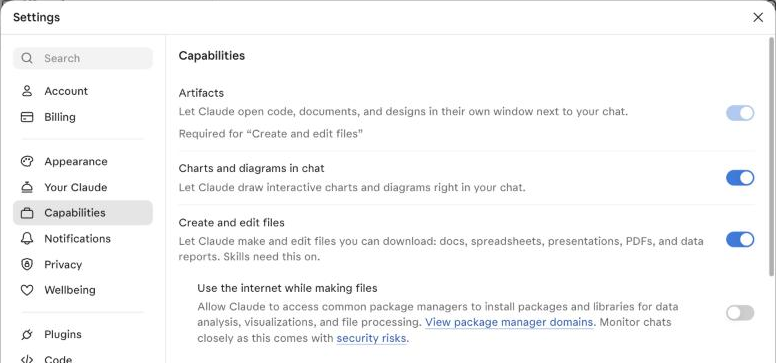 Settings
Search
Account
Billing
Appearance
Your Claude
Capabilities
Notifications
Privacy
Wellbeing
Plugins
Code
Capabilities
Artifacts
Let Claude open code, documents, and designs in their own window next to your chat.
Required for “Create and edit files”
Charts and diagrams in chat
Let Claude draw interactive charts and diagrams right in your chat.
Create and edit files
Let Claude make and edit files you can download: docs, spreadsheets, presentations, PDFs, and data
reports. Skills need this on.
Use the internet while making files
Allow Claude to access common package managers to install packages and libraries for data
analysis, visualizations, and file processing. View package manager domains. Monitor chats
closely as this comes with security risks.